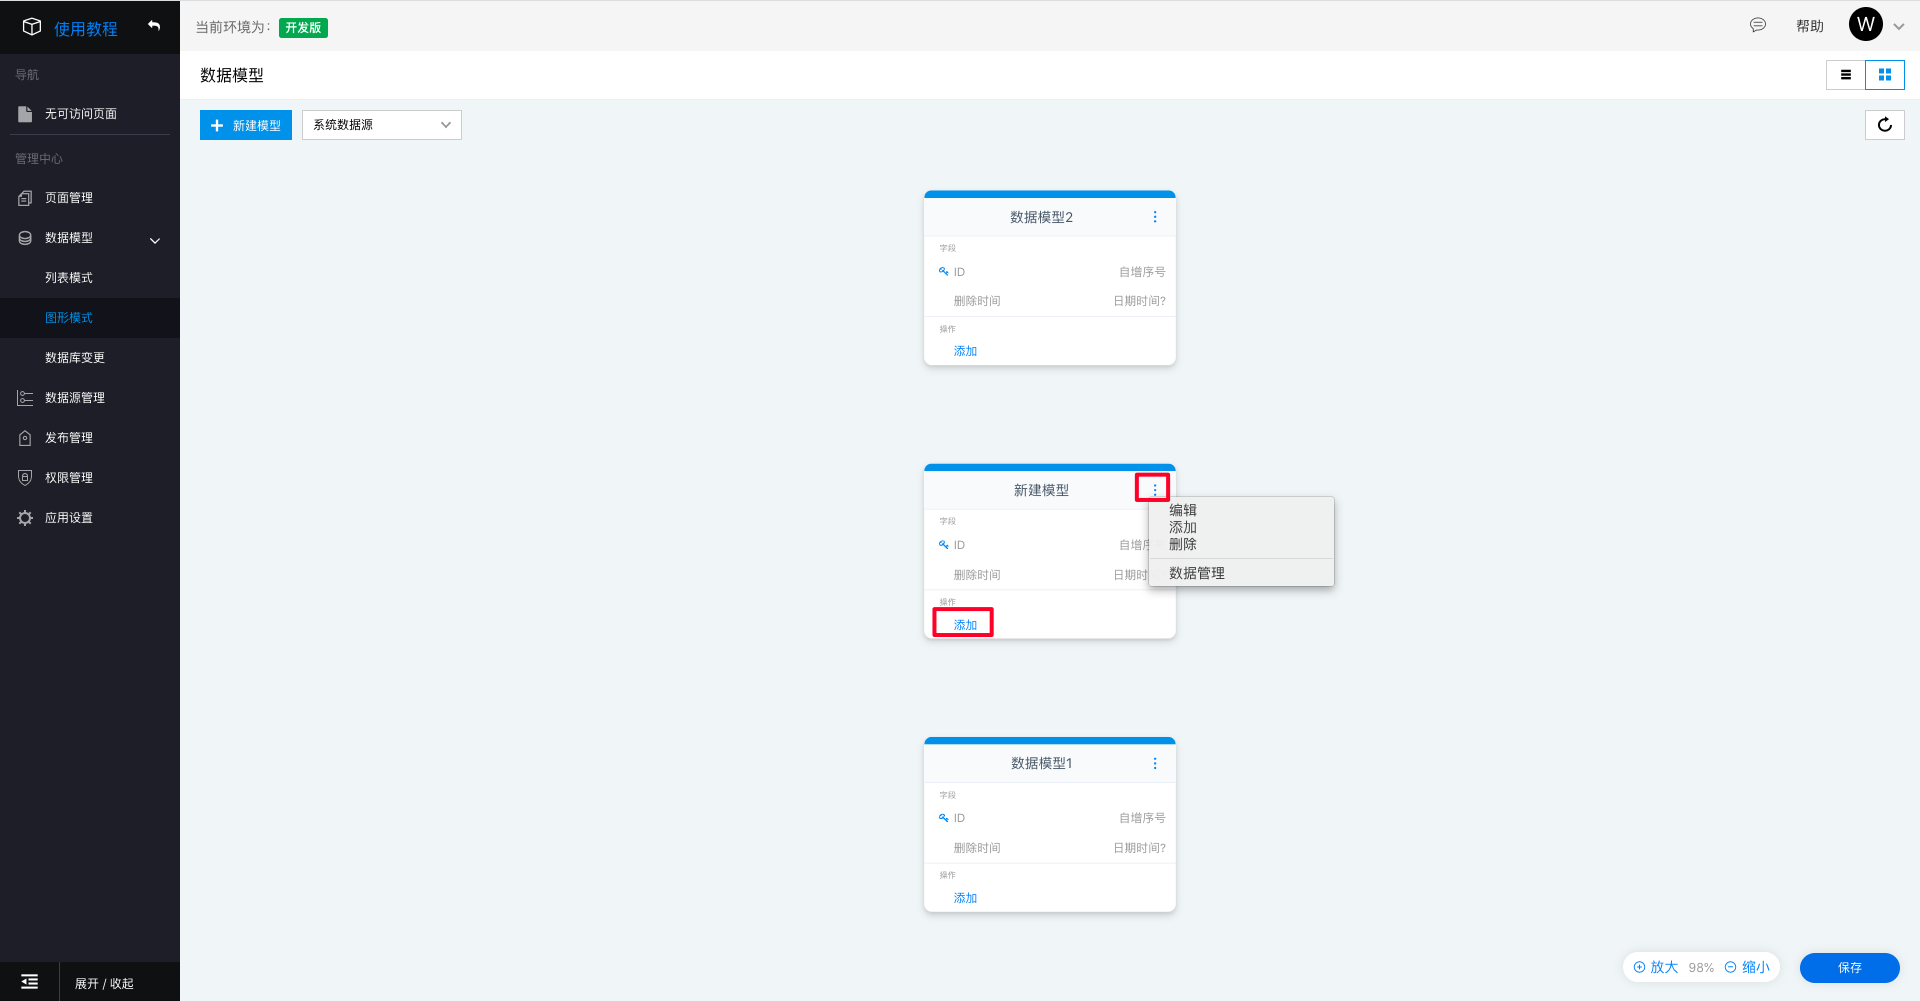 使用教程
当前环境为: 开发版
帮助
W
导航
无可访问页面
管理中心
页面管理
数据模型
列表模式
图形模式
数据库变更
数据源管理
发布管理
权限管理
应用设置
展开 / 收起
数据模型
新建模型
系统数据源
数据模型2
字段
ID 自增序号
删除时间 日期时间?
操作
添加
新建模型
字段
ID 自增序
删除时间 日期时
操作
添加
编辑
添加
删除
数据管理
数据模型1
字段
ID 自增序号
删除时间 日期时间?
操作
添加
放大 98% 缩小
保存